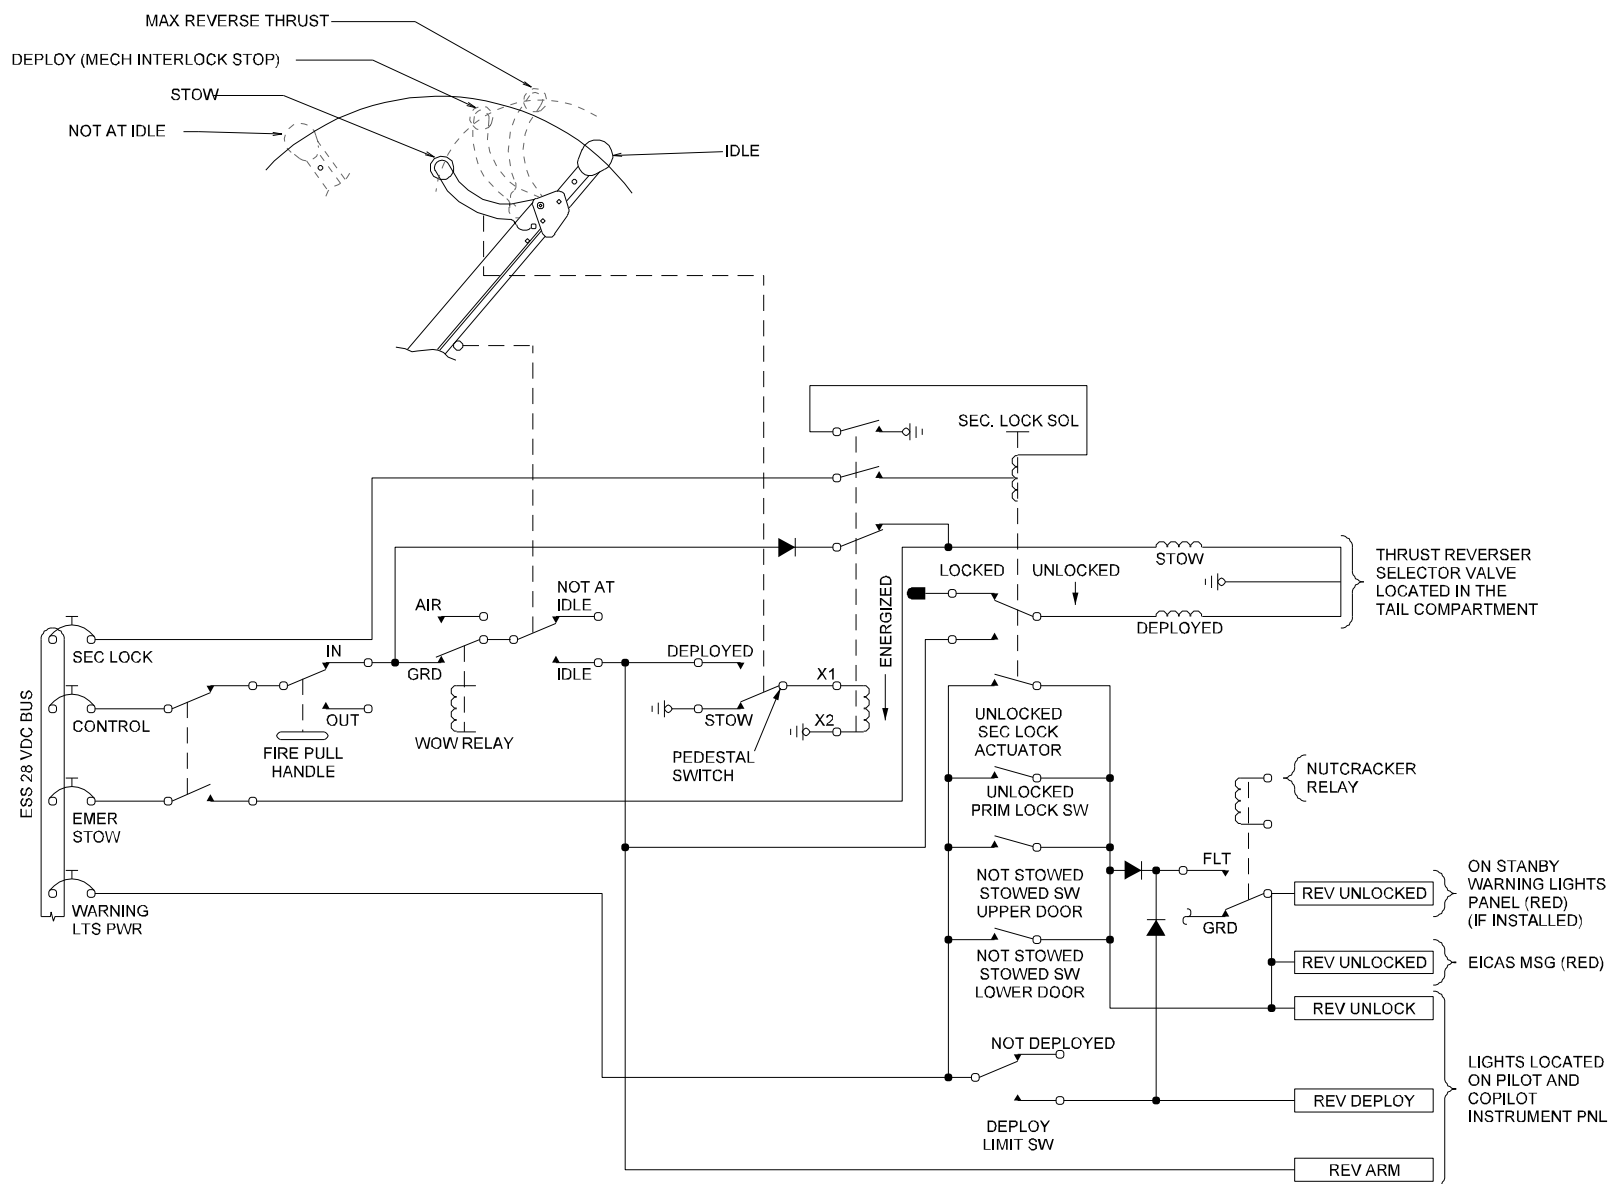 MAX REVERSE THRUST
DEPLOY (MECH INTERLOCK STOP)
STOW
NOT AT IDLE
IDLE
SEC. LOCK SOL
STOW
THRUST REVERSER
SELECTOR VALVE
LOCATED IN THE
TAIL COMPARTMENT
LOCKED
UNLOCKED
DEPLOYED
ENERGIZED
AIR
NOT AT
IDLE
GRD
IDLE
WOW RELAY
ESS 28 VDC BUS
SEC LOCK
IN
OUT
CONTROL
FIRE PULL
HANDLE
EMER
STOW
WARNING
LTS PWR
DEPLOYED
STOW
X1
X2
PEDESTAL
SWITCH
UNLOCKED
SEC LOCK
ACTUATOR
UNLOCKED
PRIM LOCK SW
NOT STOWED
STOWED SW
UPPER DOOR
NOT STOWED
STOWED SW
LOWER DOOR
NUTCRACKER
RELAY
FLT
GRD
REV UNLOCKED
ON STANBY
WARNING LIGHTS
PANEL (RED)
(IF INSTALLED)
REV UNLOCKED
EICAS MSG (RED)
REV UNLOCK
NOT DEPLOYED
DEPLOY
LIMIT SW
REV DEPLOY
LIGHTS LOCATED
ON PILOT AND
COPILOT
INSTRUMENT PNL
REV ARM